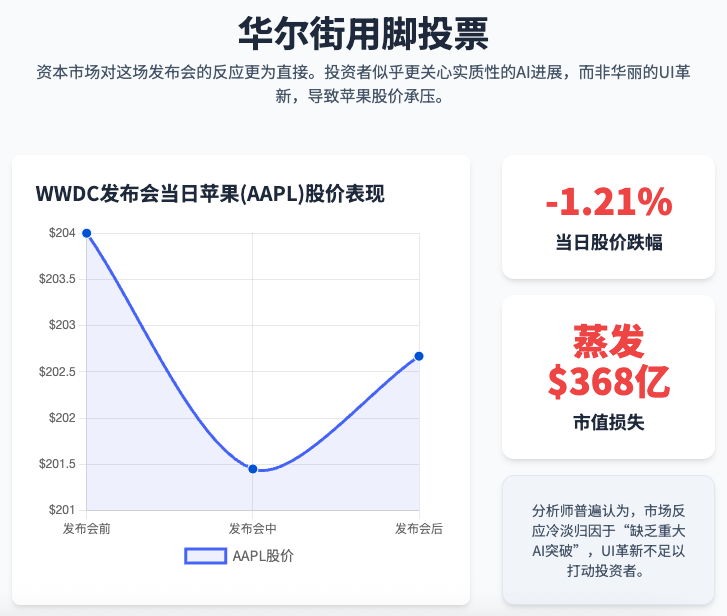 华尔街用脚投票
资本市场对这场发布会的反应更为直接。投资者似乎更关心实质性的AI进展，而非华丽的UI革
新，导致苹果股价承压。
WWDC发布会当日苹果(AAPL)股价表现
$204
$203.5
$203
$202.5
$202
$201.5
$201
发布会前
发布会中
发布会后
AAPL股价
-1.21%
当日股价跌幅
蒸发
$368亿
市值损失
分析师普遍认为，市场反
应冷淡归因于“缺乏重大
AI突破”，UI革新不足以
打动投资者。